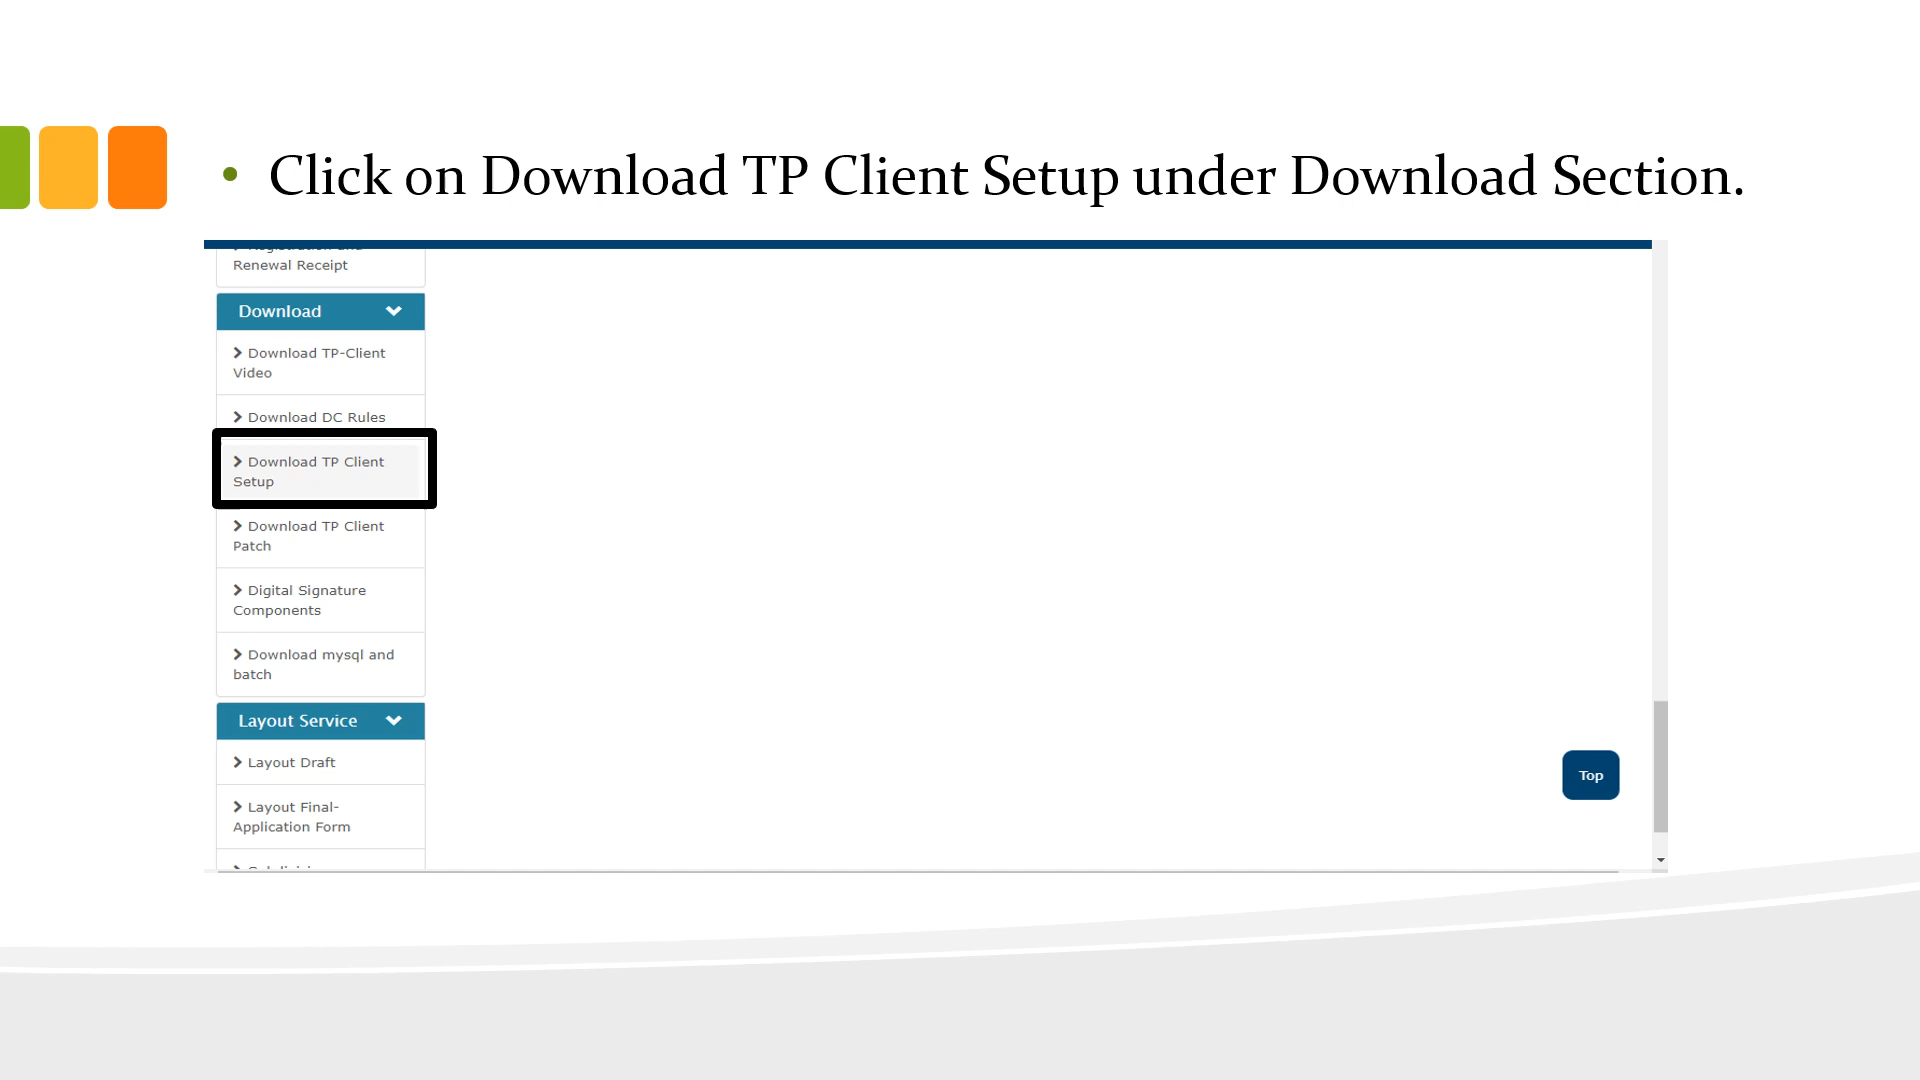 • Click on Download TP Client Setup under Download Section.
Renewal Receipt
Download
Download TP-Client
Video
Download DC Rules
Download TP Client
Setup
Download TP Client
Patch
Digital Signature
Components
Download mysql and
batch
Layout Service
Layout Draft
Layout Final-
Application Form
Top